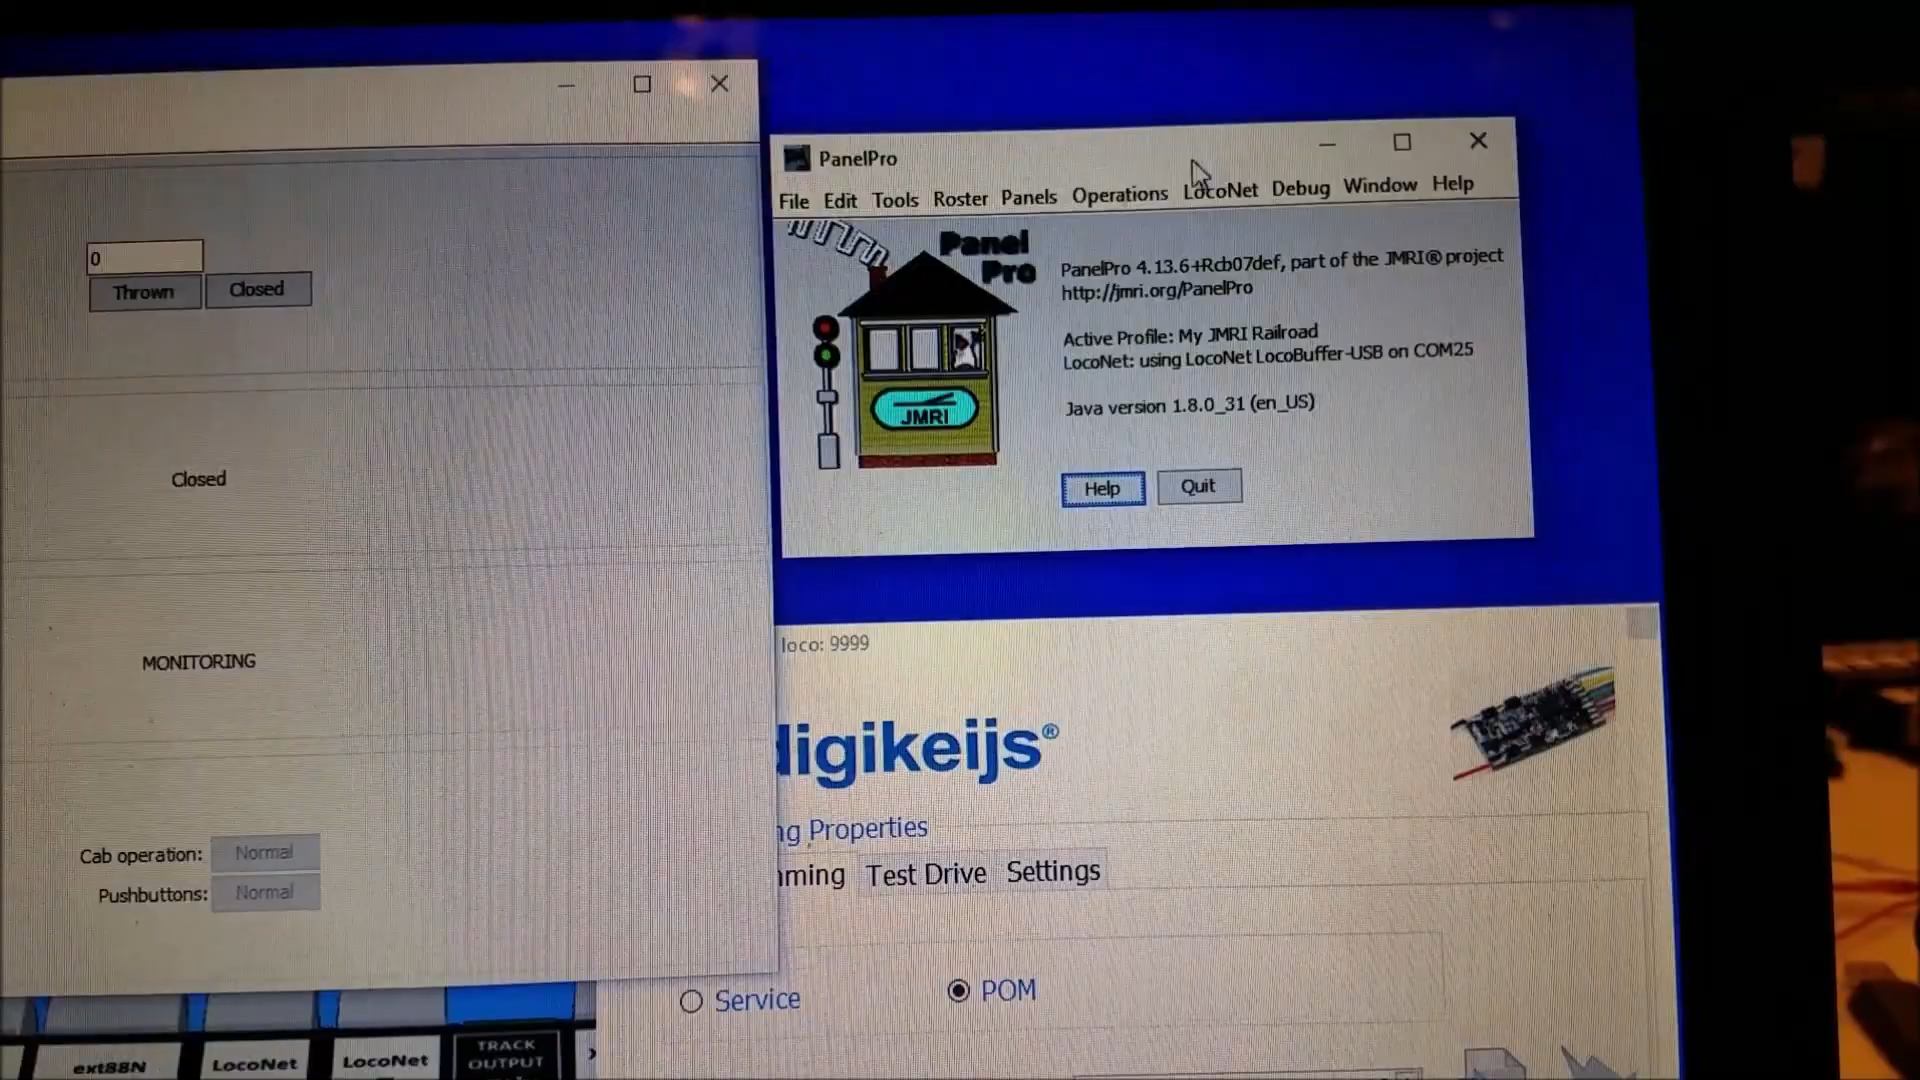 0
Thrown
Closed
Closed
MONITORING
Cab operation: Normal
Pushbuttons: Normal
PanelPro
File Edit Tools Roster Panels Operations LocoNet Debug Window Help
Panel
Pro
JMRI
PanelPro 4.13.6+Rcb07def, part of the JMRI® project
http://jmri.org/PanelPro
Active Profile: My JMRI Railroad
LocoNet: using LocoNet LocoBuffer-USB on COM25
Java version 1.8.0_31 (en_US)
Help Quit
loco: 9999
digikeijs®
ng Properties
mming Test Drive Settings
Service POM
ext88N LocoNet LocoNet
TRACK
OUTPUT